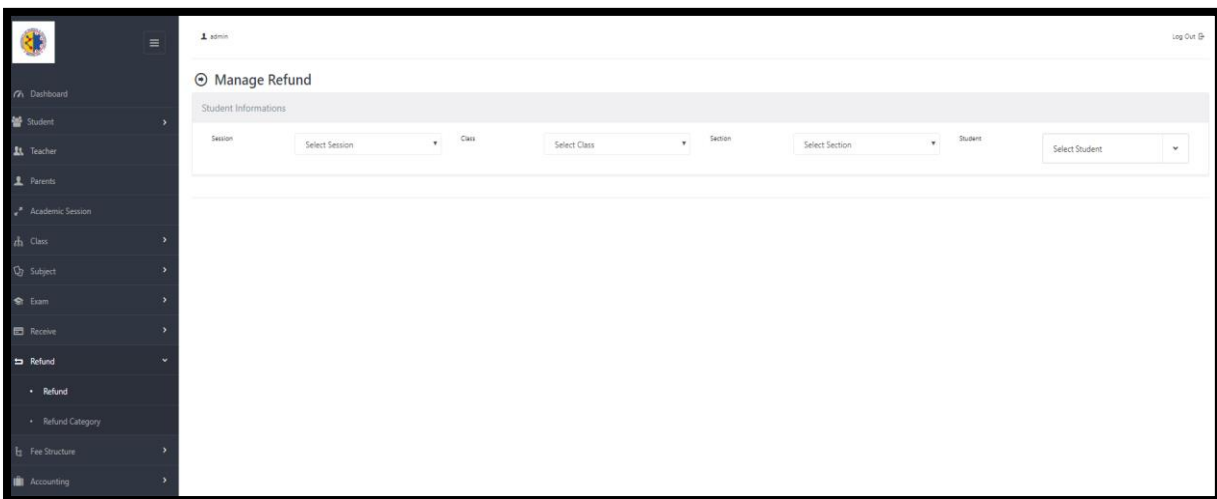 admin
Log Out
Manage Refund
Student Informations
Session
Select Session
Class
Select Class
Section
Select Section
Student
Select Student
Dashboard
Student
Teacher
Parents
Academic Session
Class
Subject
Exam
Receive
Refund
Refund
Refund Category
Fee Structure
Accounting